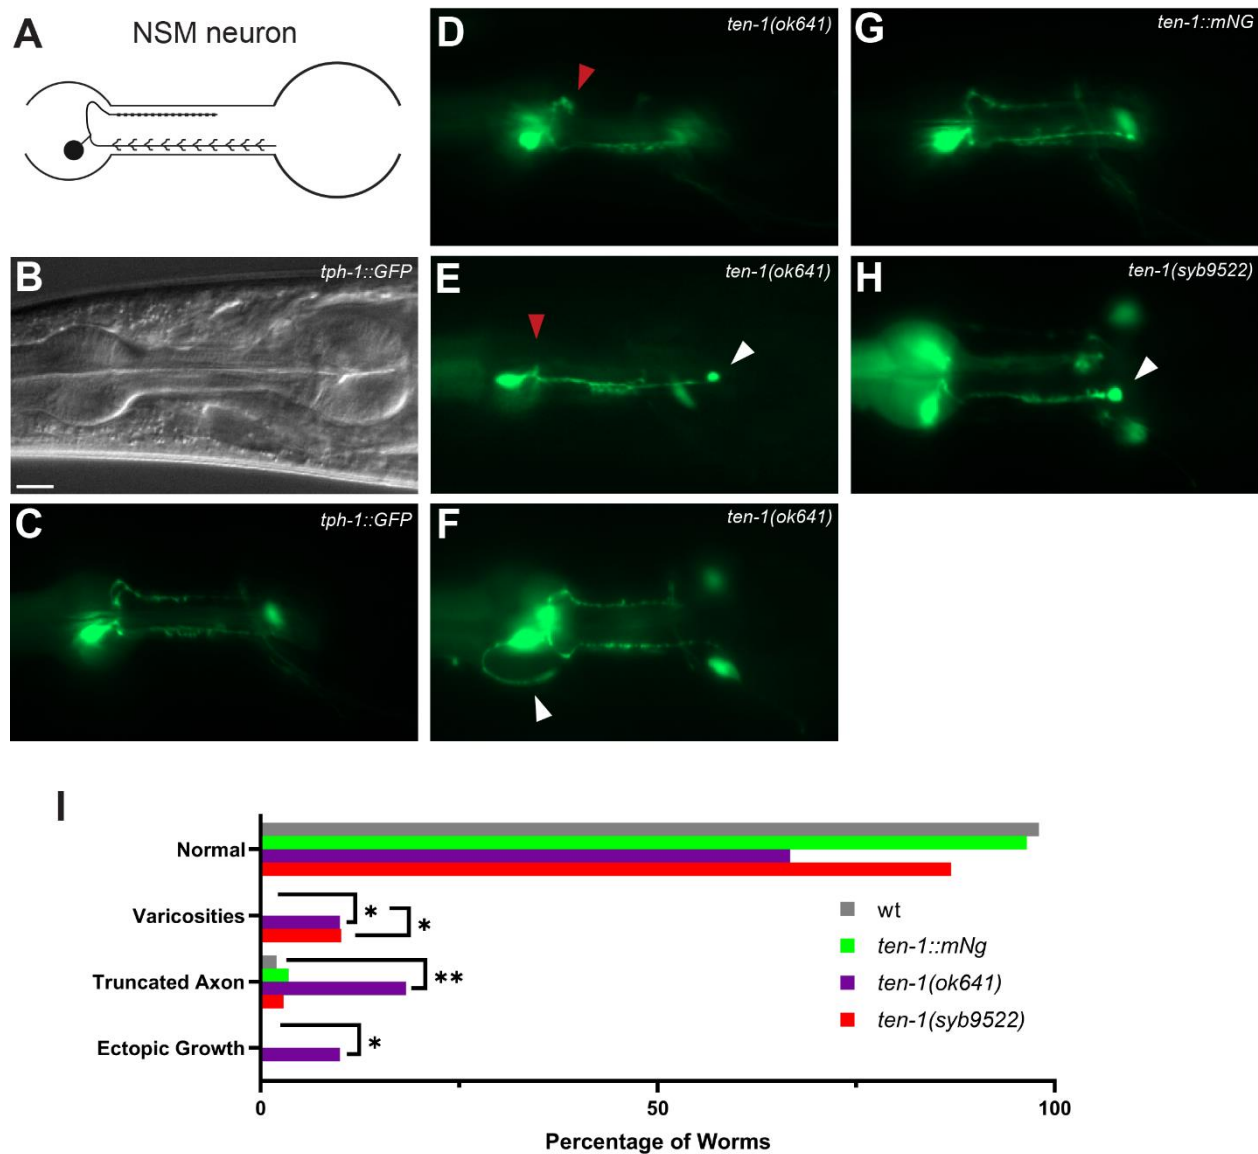 A
NSM neuron
B
tph-1::GFP
C
tph-1::GFP
D
ten-1(ok641)
E
ten-1(ok641)
F
ten-1(ok641)
G
ten-1::mNG
H
ten-1(syb9522)
I
Normal
Varicosities
Truncated Axon
Ectopic Growth
*
*
**
*
wt
ten-1::mNg
ten-1(ok641)
ten-1(syb9522)
0 50 100
Percentage of Worms